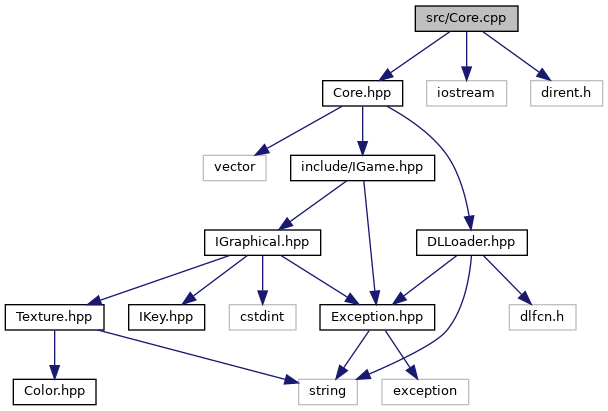 src/Core.cpp
Core.hpp
iostream
dirent.h
vector
include/IGame.hpp
IGraphical.hpp
DLLoader.hpp
Texture.hpp
IKey.hpp
cstdint
Exception.hpp
dlfcn.h
Color.hpp
string
exception